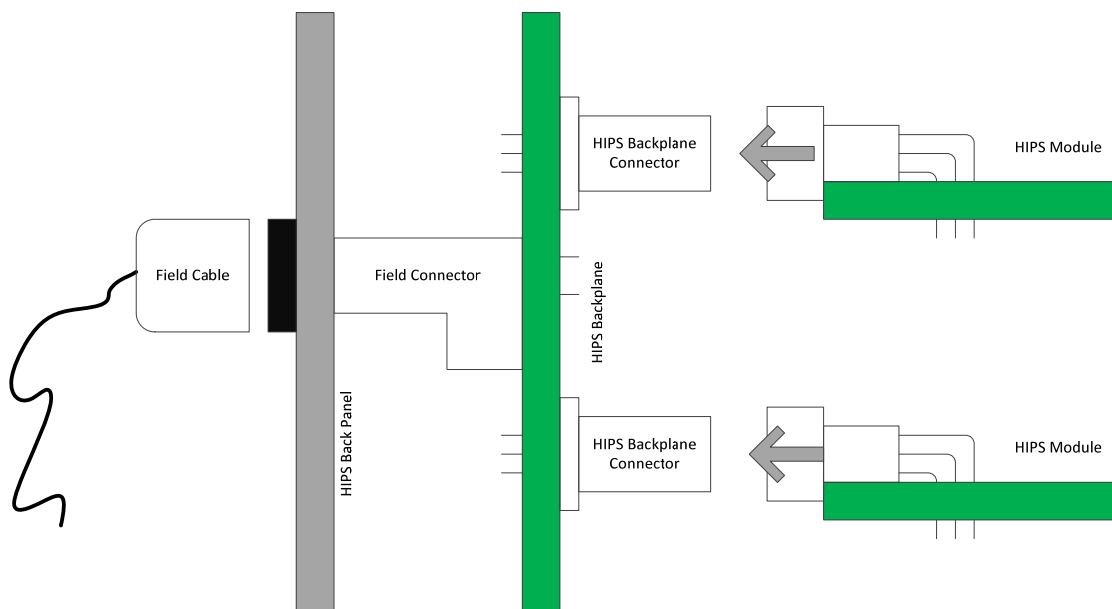 HIPS Backplane
Connector
HIPS Module
Field Cable
Field Connector
HIPS Backplane
HIPS Back Panel
HIPS Backplane
Connector
HIPS Module